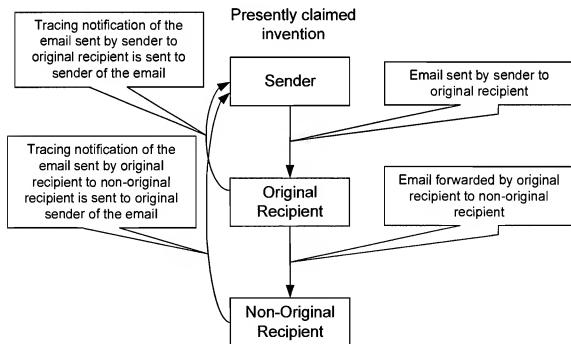 Presently claimed
invention
Tracing notification of the
email sent by sender to
original recipient is sent to
sender of the email
Sender
Email sent by sender to
original recipient
Tracing notification of the
email sent by original
recipient to non-original
recipient is sent to original
sender of the email
Original
Recipient
Email forwarded by original
recipient to non-original
recipient
Non-Original
Recipient